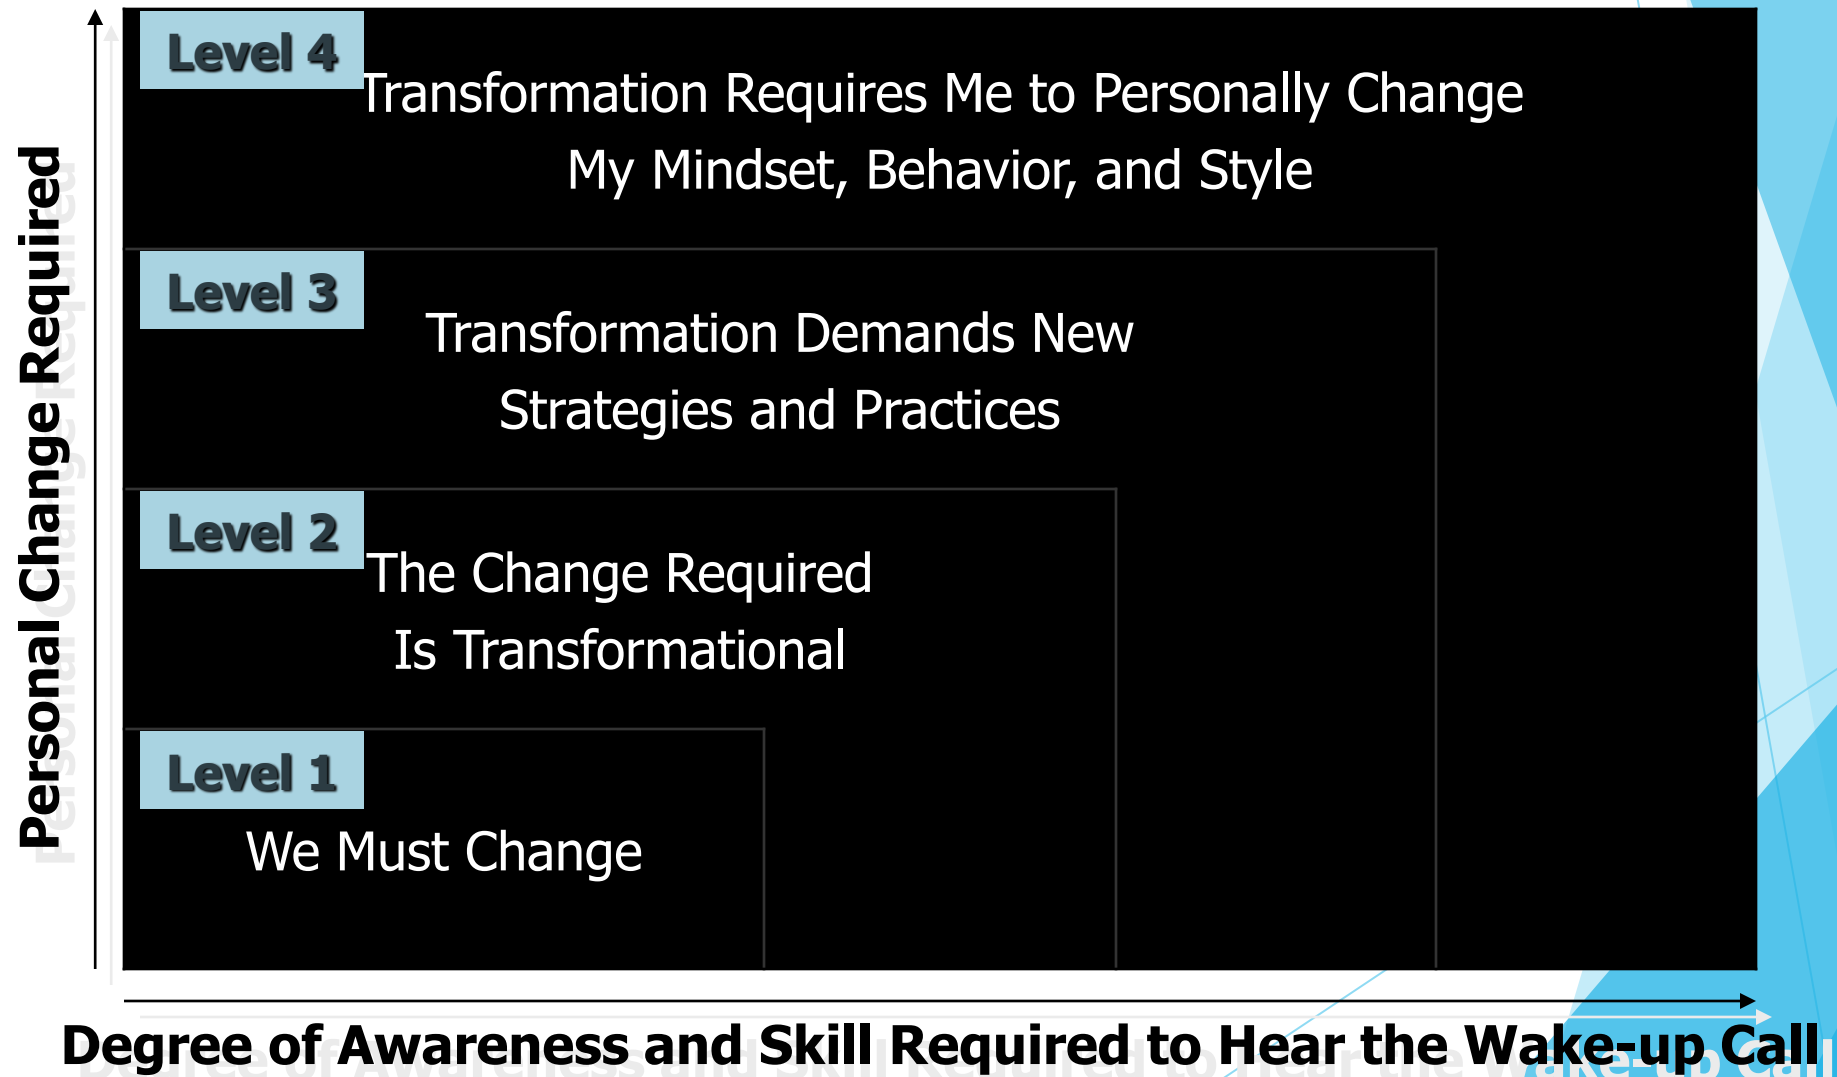 Level 4
Transformation Requires Me to Personally Change
My Mindset, Behavior, and Style
Level 3
Transformation Demands New
Strategies and Practices
Level 2
The Change Required
Is Transformational
Level 1
We Must Change
Personal Change Required
Degree of Awareness and Skill Required to Hear the Wake-up Call